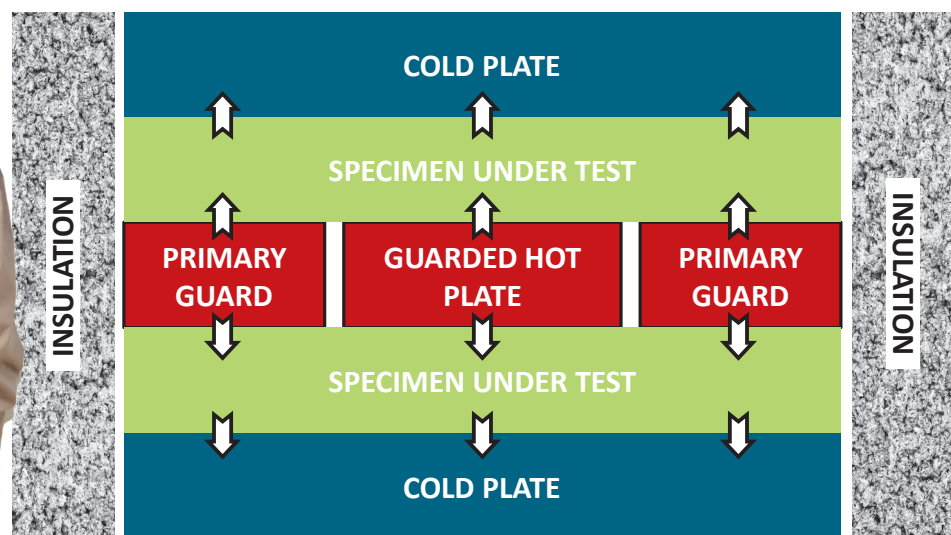 COLD PLATE
SPECIMEN UNDER TEST
INSULATION
PRIMARY
GUARD
GUARDED HOT
PLATE
PRIMARY
GUARD
INSULATION
SPECIMEN UNDER TEST
COLD PLATE